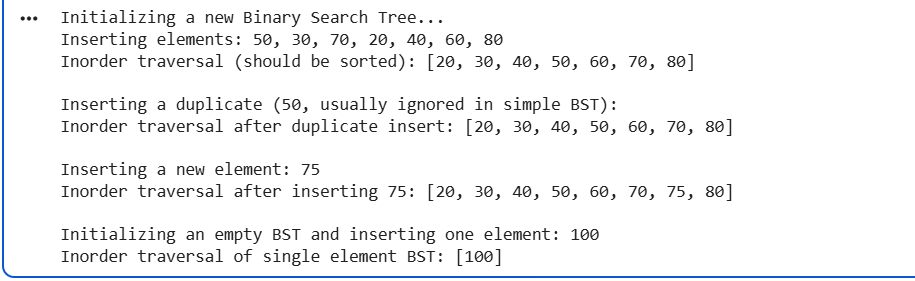 Initializing a new Binary Search Tree...
Inserting elements: 50, 30, 70, 20, 40, 60, 80
Inorder traversal (should be sorted): [20, 30, 40, 50, 60, 70, 80]

Inserting a duplicate (50, usually ignored in simple BST):
Inorder traversal after duplicate insert: [20, 30, 40, 50, 60, 70, 80]

Inserting a new element: 75
Inorder traversal after inserting 75: [20, 30, 40, 50, 60, 70, 75, 80]

Initializing an empty BST and inserting one element: 100
Inorder traversal of single element BST: [100]